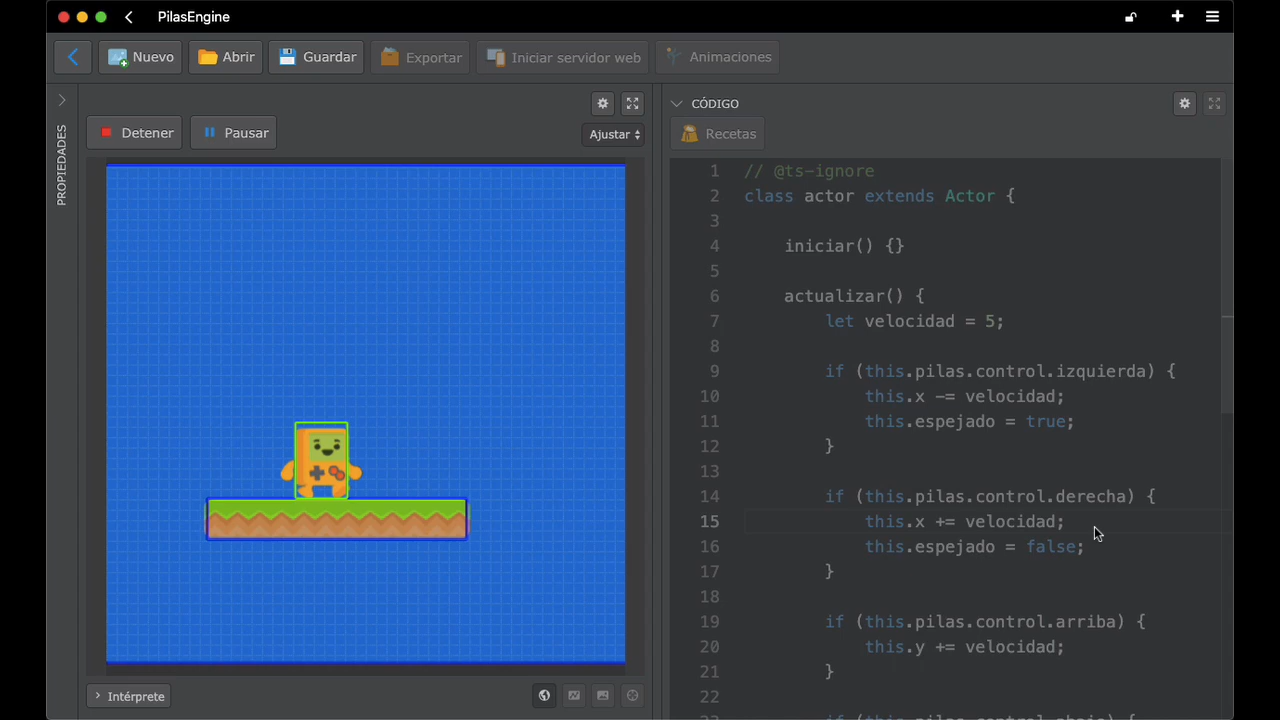 PilasEngine
Nuevo Abrir Guardar Exportar Iniciar servidor web Animaciones
PROPIEDADES
Detener Pausar Ajustar
CÓDIGO
Recetas
1 // @ts-ignore
2 class actor extends Actor {
3
4 iniciar() {}
5
6 actualizar() {
7 let velocidad = 5;
8
9 if (this.pilas.control.izquierda) {
10 this.x -= velocidad;
11 this.espejado = true;
12 }
13
14 if (this.pilas.control.derecha) {
15 this.x += velocidad;
16 this.espejado = false;
17 }
18
19 if (this.pilas.control.arriba) {
20 this.y += velocidad;
21 }
22
Intérprete